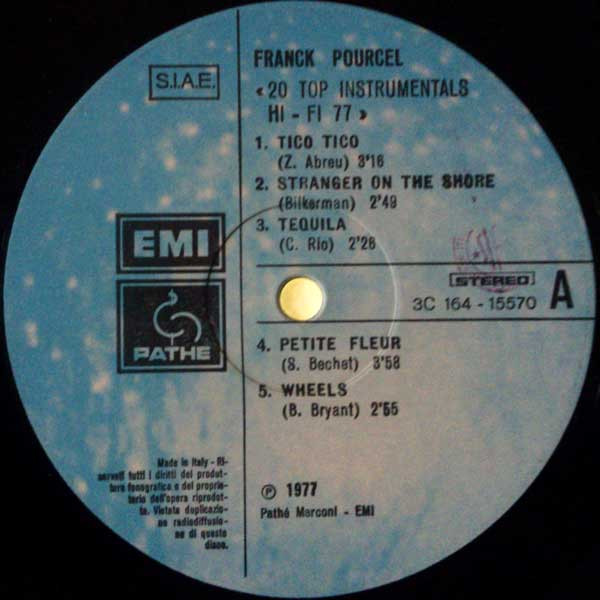 FRANCK POURCEL
S.I.A.E.
«20 TOP INSTRUMENTALS
HI - FI 77»
1. TICO TICO
(Z. Abreu) 3'16
2. STRANGER ON THE SHORE
(Bilkerman) 2'49
3. TEQUILA
(C. Rio) 2'26
EMI
STEREO
3C 164 - 15570 A
PATHE
4. PETITE FLEUR
(S. Bechet) 3'58
5. WHEELS
(B. Bryant) 2'55
Made in Italy - Ri-
servati tutti i diritti del produt-
tore fonografico e del proprie-
tario dell'opera riprodot-
ta. Vietata duplicazio-
ne radiodiffusio-
ne di questo
disco.
℗ 1977
Pathé Marconi - EMI